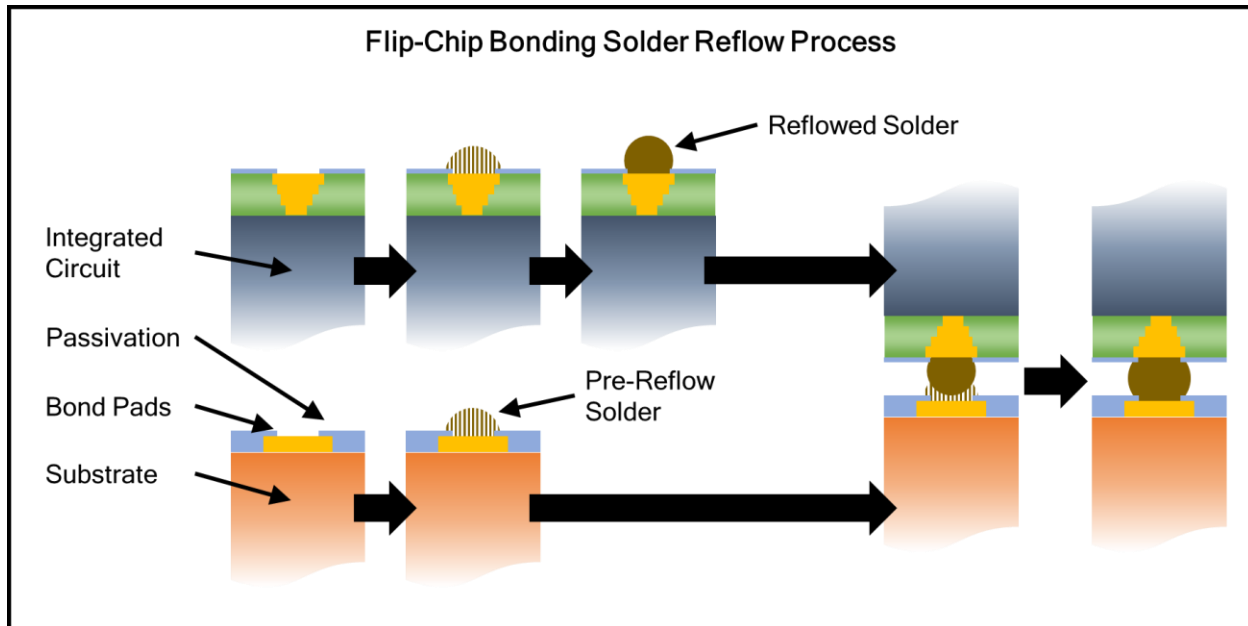 Flip-Chip Bonding Solder Reflow Process
Reflowed Solder
Integrated
Circuit
Passivation
Pre-Reflow
Solder
Bond Pads
Substrate